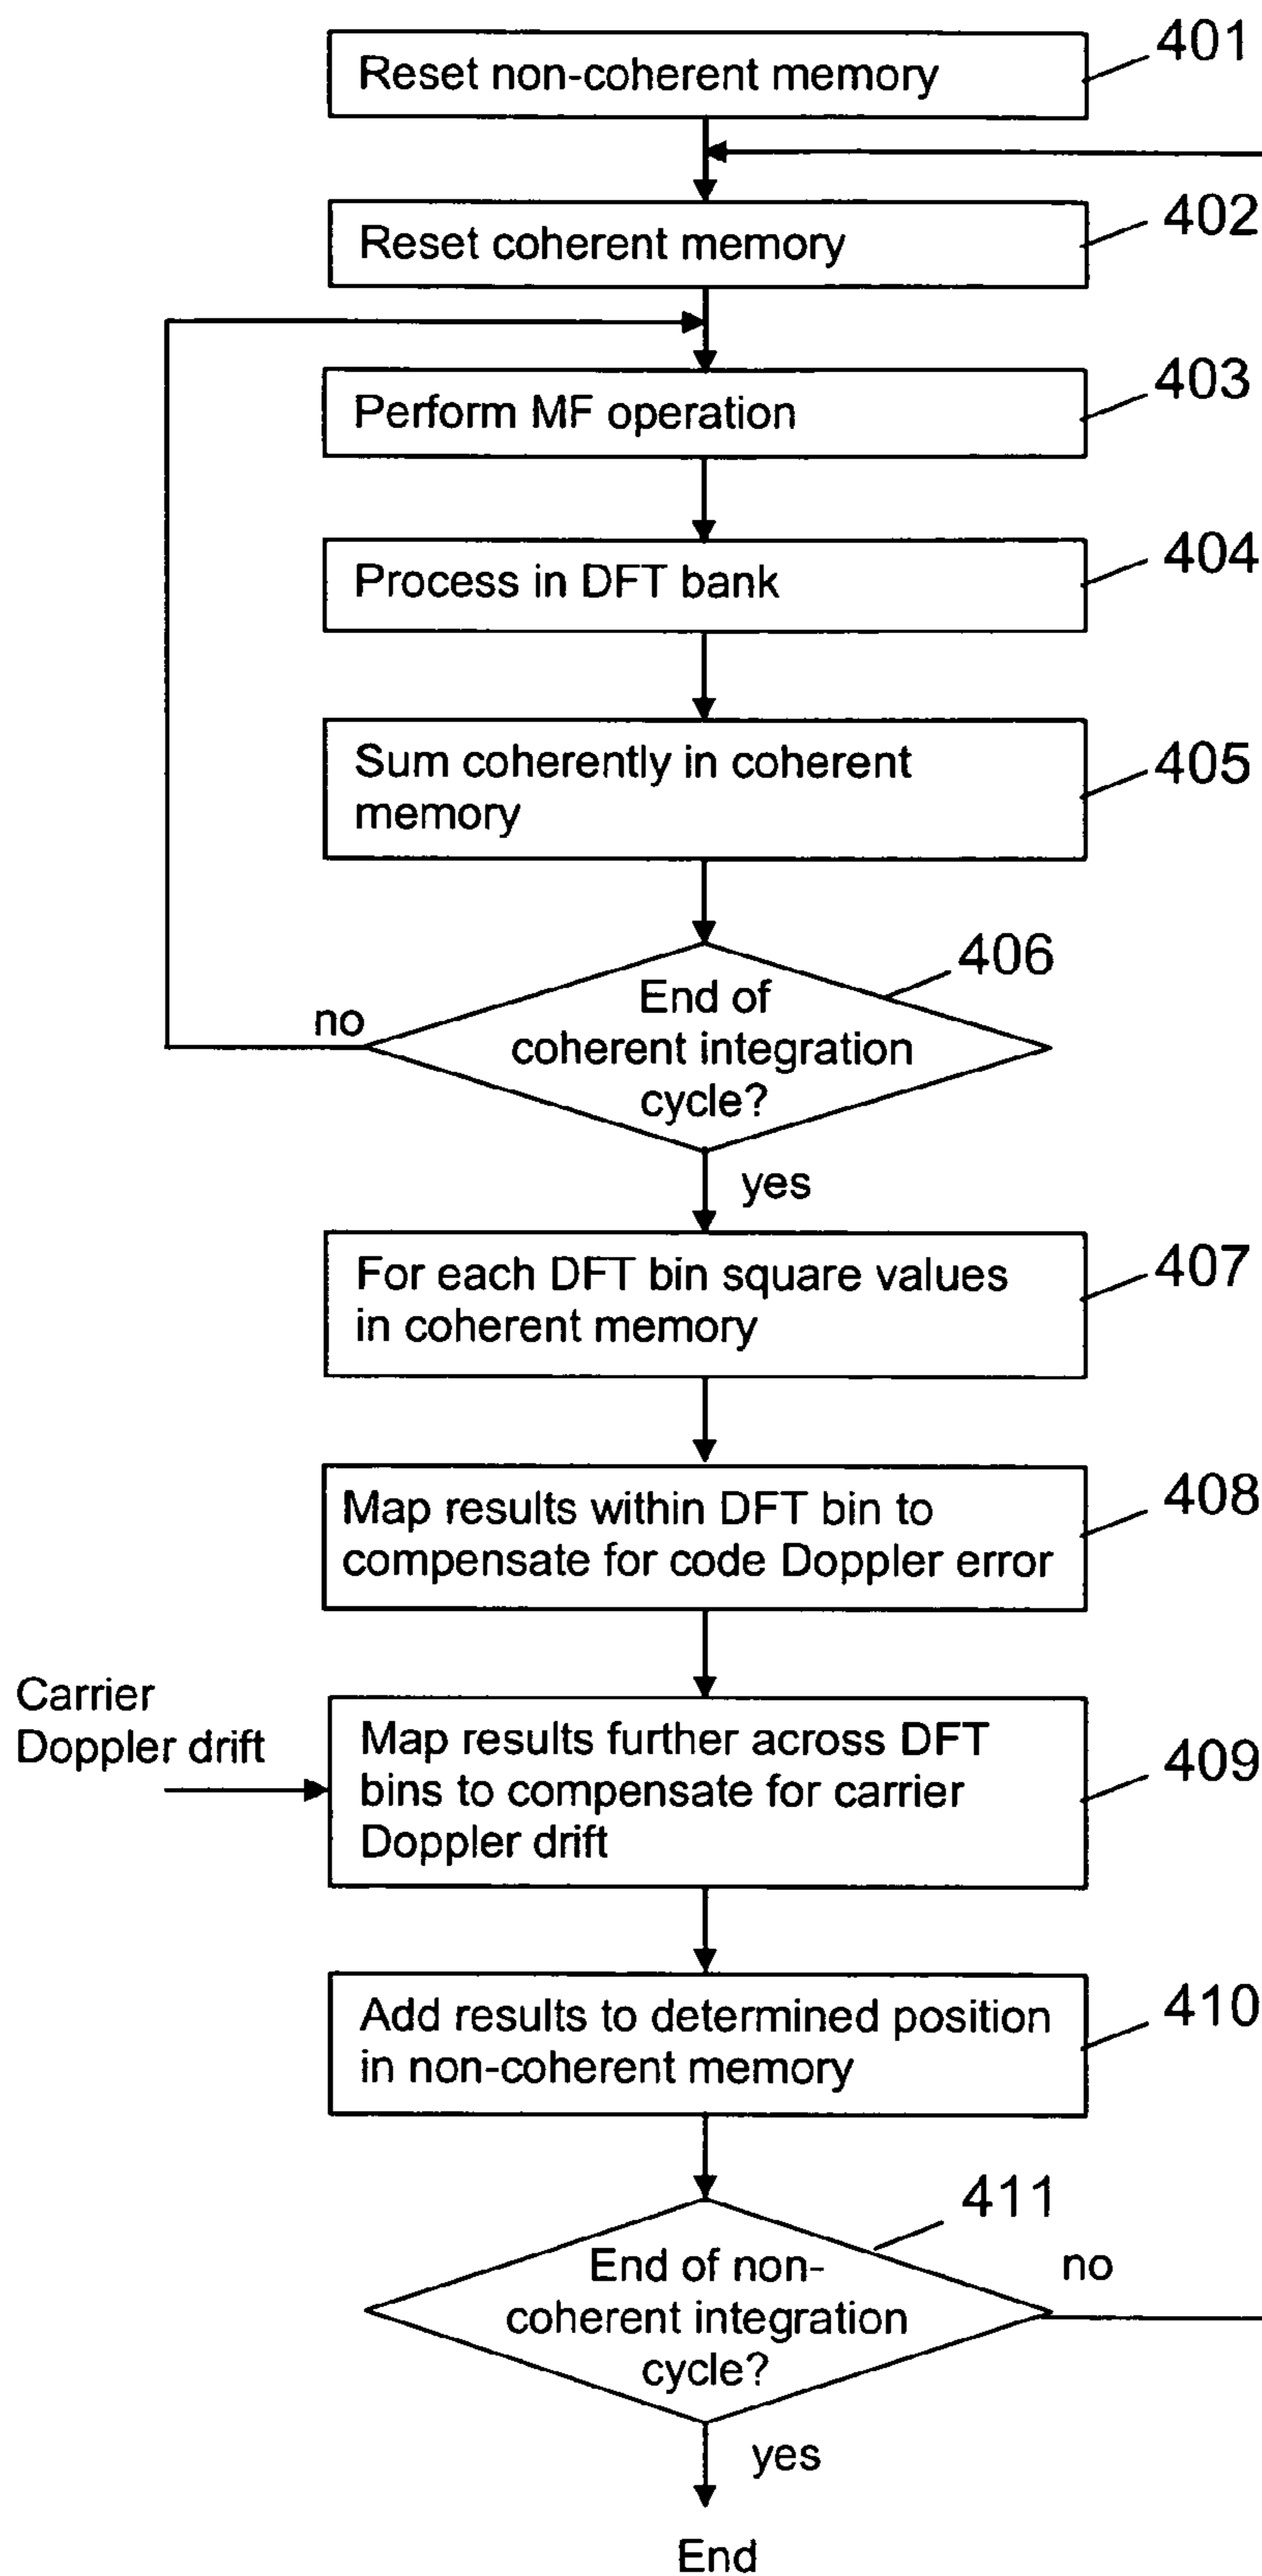 401
Reset non-coherent memory
402
Reset coherent memory
403
Perform MF operation
404
Process in DFT bank
405
Sum coherently in coherent
memory
406
End of
coherent integration
cycle?
no
yes
407
For each DFT bin square values
in coherent memory
408
Map results within DFT bin to
compensate for code Doppler error
Carrier
Doppler drift
409
Map results further across DFT
bins to compensate for carrier
Doppler drift
410
Add results to determined position
in non-coherent memory
411
End of non-
coherent integration
cycle?
no
yes
End